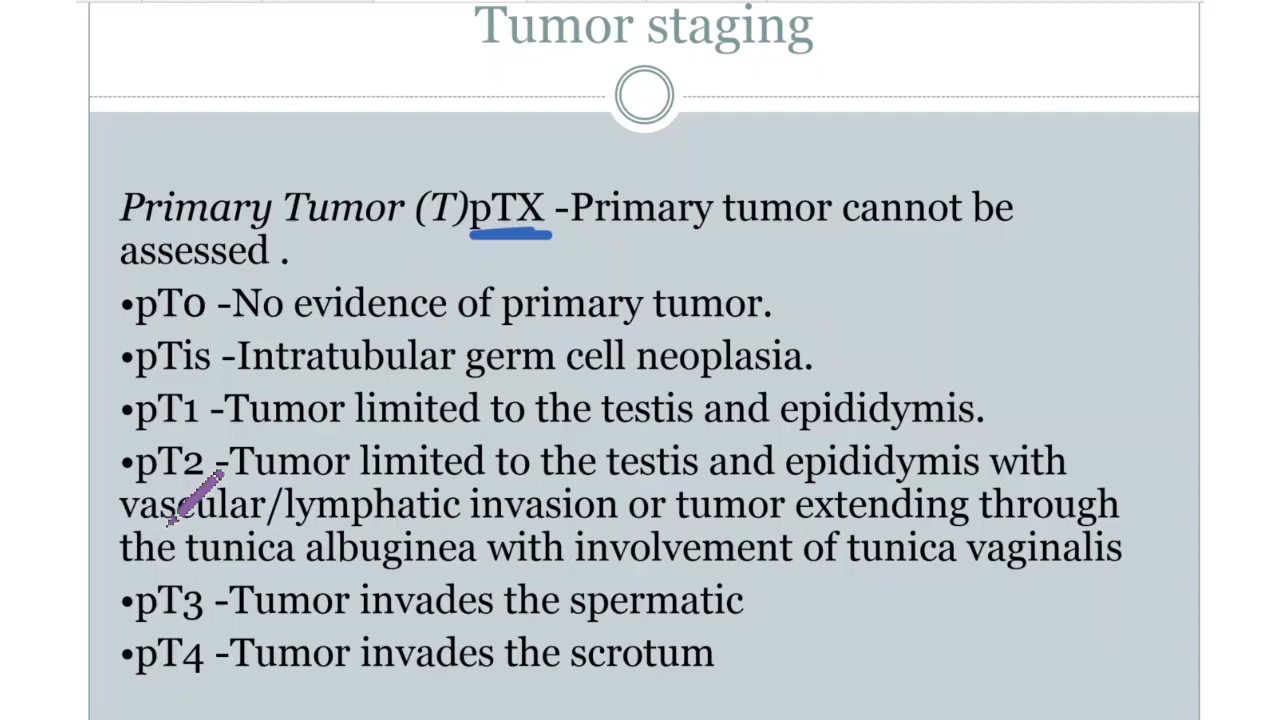 Tumor staging
Primary Tumor (T)pTX -Primary tumor cannot be
assessed .
•pT0 -No evidence of primary tumor.
•pTis -Intratubular germ cell neoplasia.
•pT1 -Tumor limited to the testis and epididymis.
•pT2 -Tumor limited to the testis and epididymis with
vascular/lymphatic invasion or tumor extending through
the tunica albuginea with involvement of tunica vaginalis
•pT3 -Tumor invades the spermatic
•pT4 -Tumor invades the scrotum